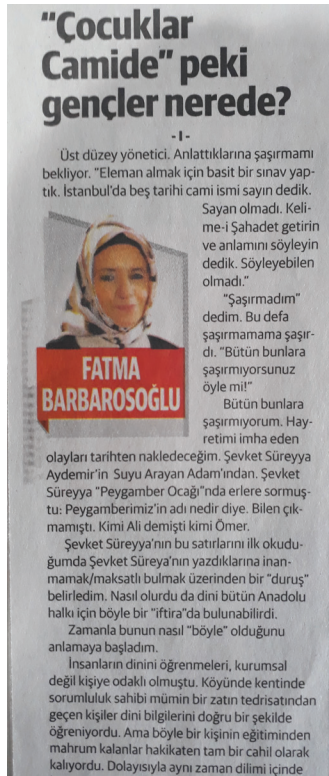 "Çocuklar
Camide" peki
gençler nerede?
-I-
Üst düzey yönetici. Anlattıklarına şaşırmamı
bekliyor. "Eleman almak için basit bir sınav yap-
tık. İstanbul'da beş tarihi cami ismi sayın dedik.
Sayan olmadı. Keli-
me-i Şahadet getirin
ve anlamını söyleyin
dedik. Söyleyebilen
olmadı."
"Şaşırmadım"
dedim. Bu defa
şaşırmamama şaşır-
dı. "Bütün bunlara
şaşırmıyorsunuz
öyle mi!"
Bütün bunlara
şaşırmıyorum. Hay-
retimi imha eden
FATMA
BARBAROSOĞLU
olayları tarihten nakledeceğim. Şevket Süreyya
Aydemir'in Suyu Arayan Adam'ından. Şevket
Süreyya "Peygamber Ocağı"nda erlere sormuş-
tu: Peygamberimiz'in adı nedir diye. Bilen çık-
mamıştı. Kimi Ali demişti kimi Ömer.
Şevket Süreyya'nın bu satırlarını ilk okudu-
ğumda Şevket Süreya'nın yazdıklarına inan-
mamak/maksatlı bulmak üzerinden bir "duruş"
belirledim. Nasıl olurdu da dini bütün Anadolu
halkı için böyle bir "iftira"da bulunabilirdi.
Zamanla bunun nasıl "böyle" olduğunu
anlamaya başladım.
İnsanların dinini öğrenmeleri, kurumsal
değil kişiye odaklı olmuştu. Köyünde kentinde
sorumluluk sahibi mümin bir zatın tedrisatından
geçen kişiler dini bilgilerini doğru bir şekilde
öğreniyordu. Ama böyle bir kişinin eğitiminden
mahrum kalanlar hakikaten tam bir cahil olarak
kalıyordu. Dolayısıyla aynı zaman dilimi içinde